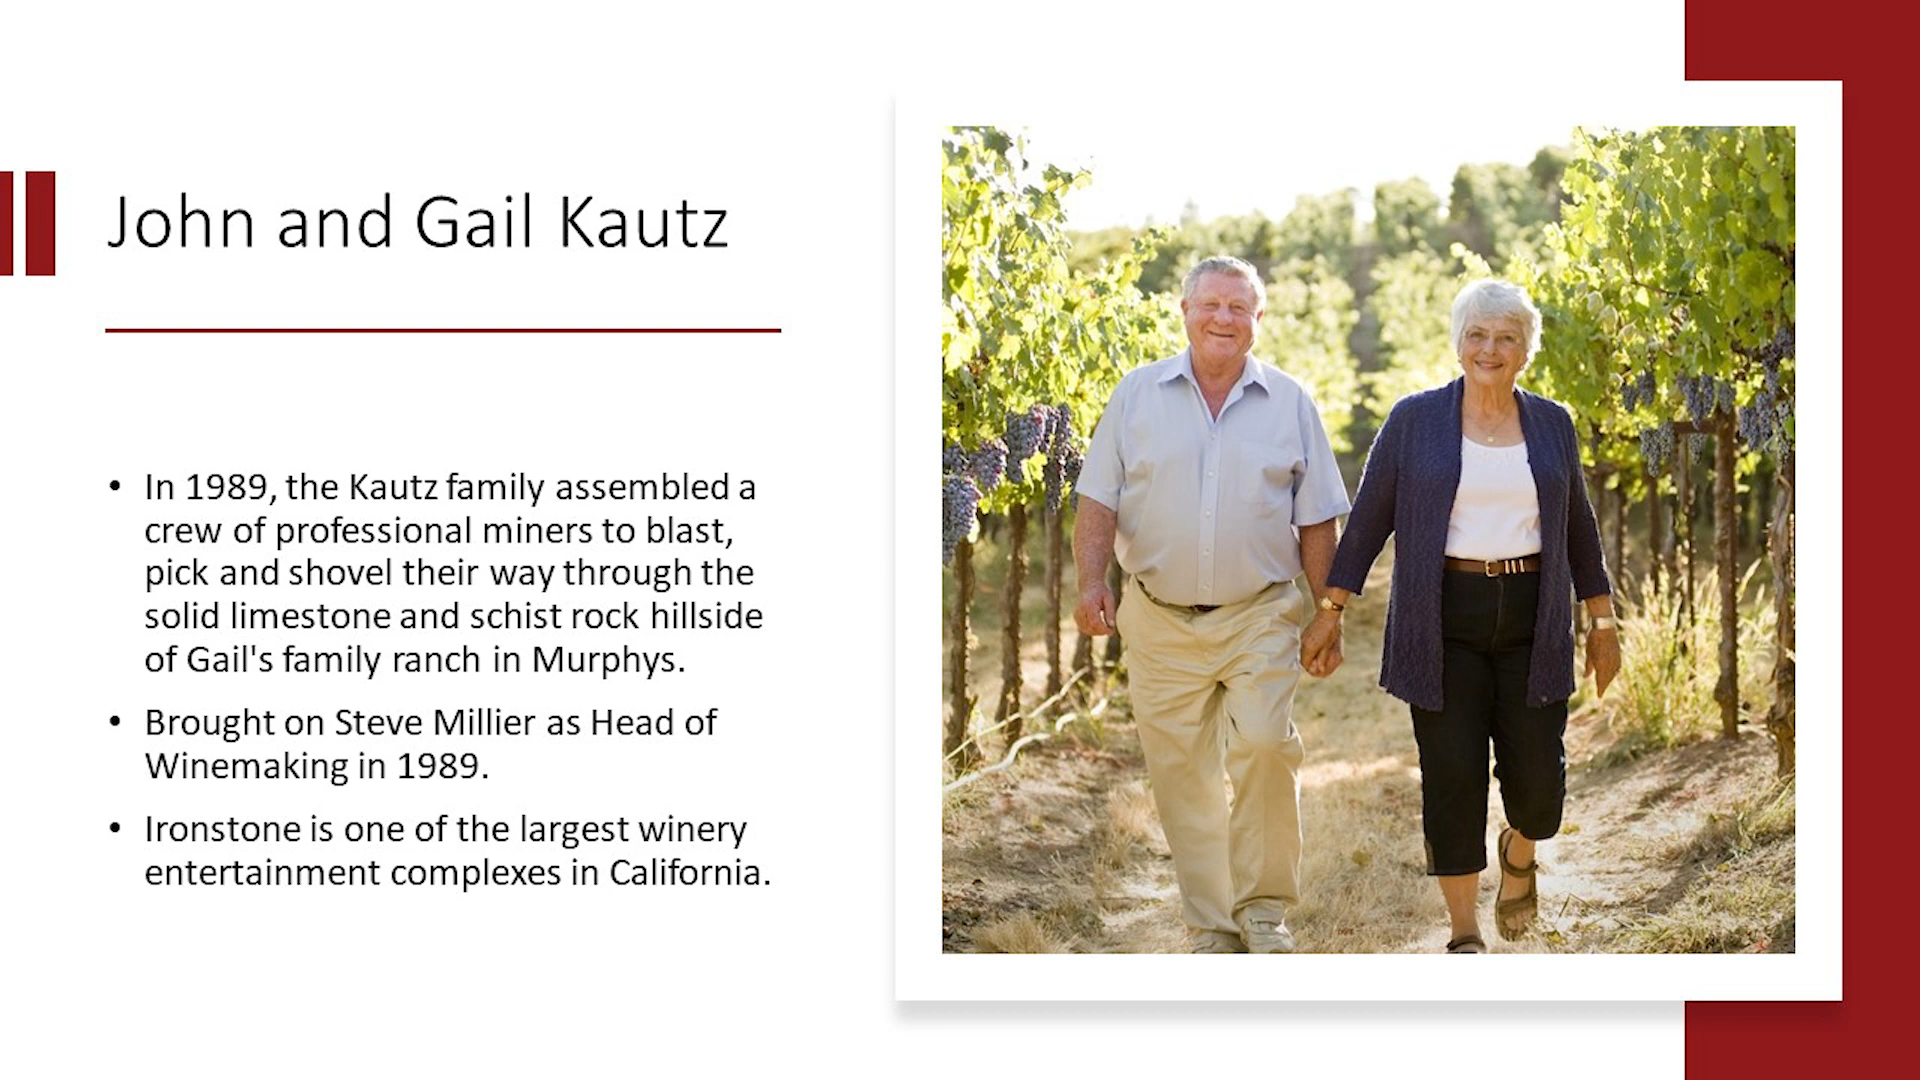 John and Gail Kautz
• In 1989, the Kautz family assembled a
crew of professional miners to blast,
pick and shovel their way through the
solid limestone and schist rock hillside
of Gail's family ranch in Murphys.
• Brought on Steve Millier as Head of
Winemaking in 1989.
• Ironstone is one of the largest winery
entertainment complexes in California.